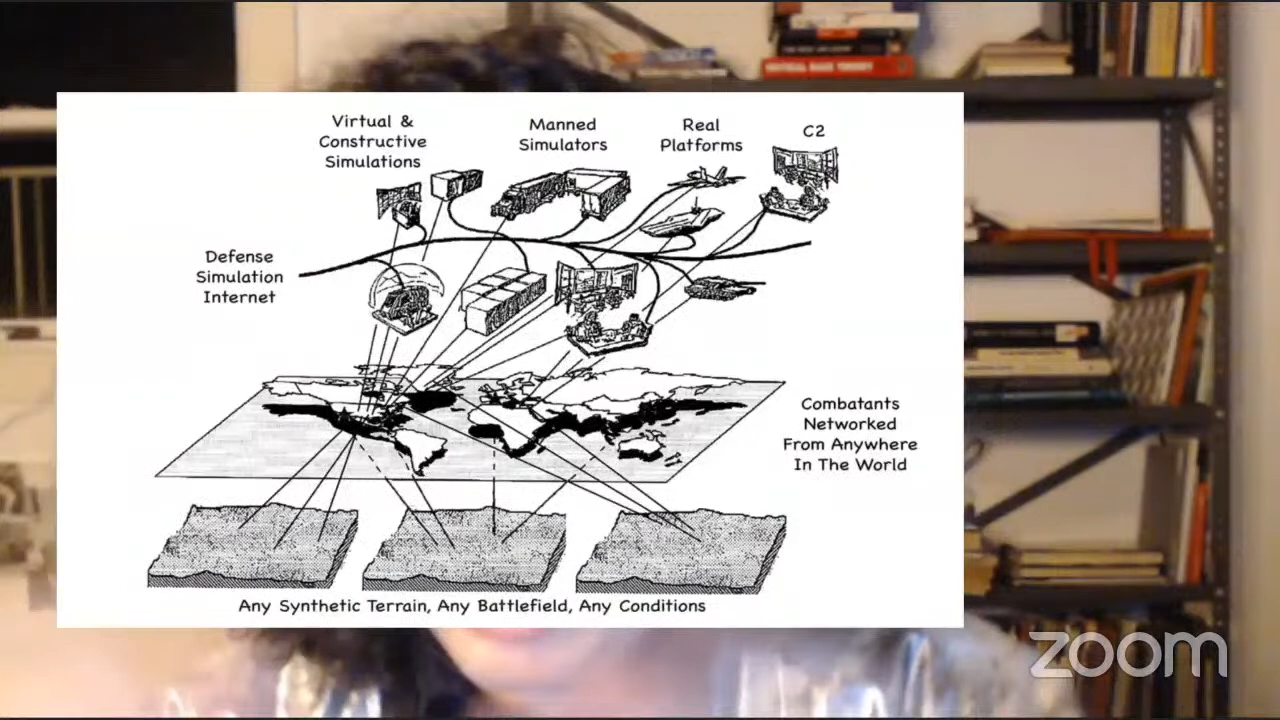 Virtual &
Constructive
Simulations
Manned
Simulators
Real
Platforms
C2
Defense
Simulation
Internet
Combatants
Networked
From Anywhere
In The World
Any Synthetic Terrain, Any Battlefield, Any Conditions
zoom